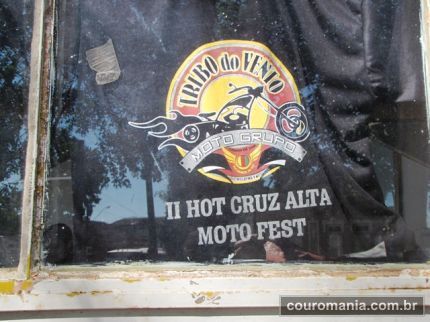 TRIBO do VENTO
MOTO GRUPO
II HOT CRUZ ALTA
MOTO FEST
couromania.com.br